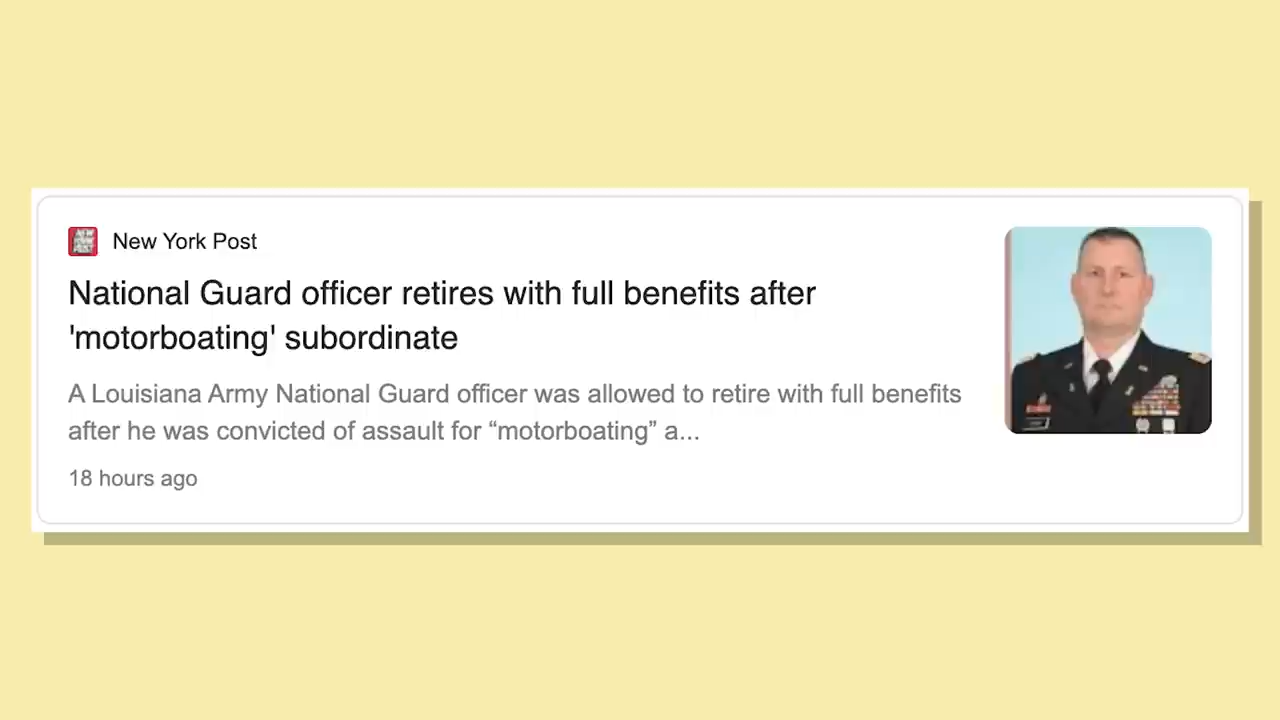 New York Post
National Guard officer retires with full benefits after
'motorboating' subordinate
A Louisiana Army National Guard officer was allowed to retire with full benefits
after he was convicted of assault for “motorboating” a...
18 hours ago